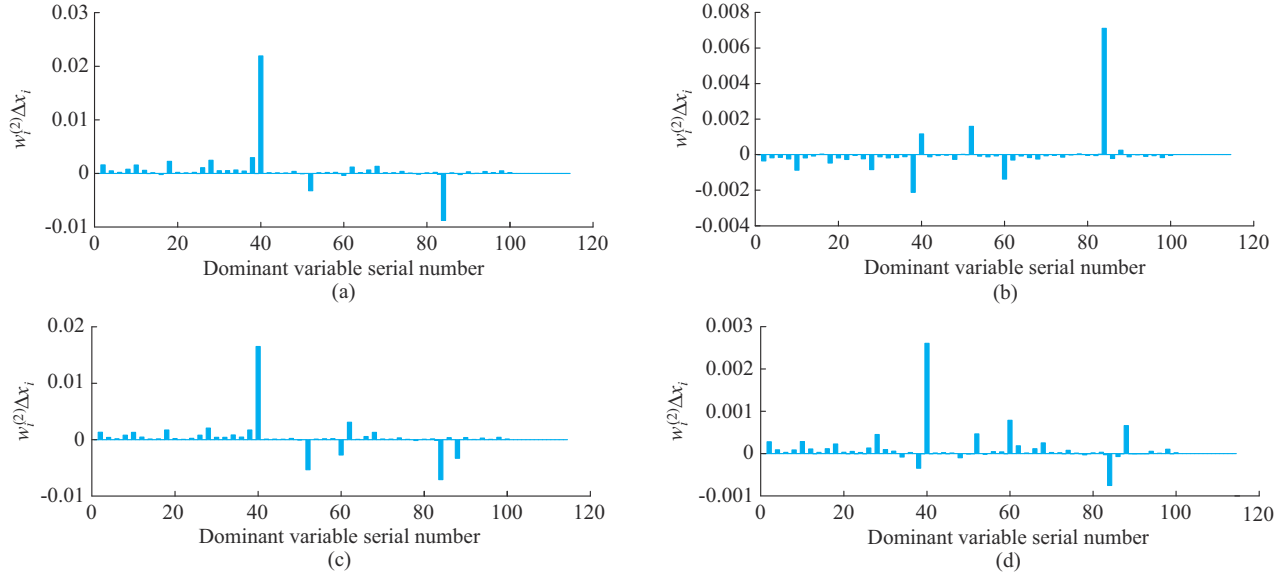 0.03
0.02
0.01
0
-0.01
w_i^{(2)}Δx_i
0 20 40 60 80 100 120
Dominant variable serial number
(a)
0.008
0.006
0.004
0.002
0
-0.002
-0.004
w_i^{(2)}Δx_i
0 20 40 60 80 100 120
Dominant variable serial number
(b)
0.02
0.01
0
-0.01
w_i^{(2)}Δx_i
0 20 40 60 80 100 120
Dominant variable serial number
(c)
0.003
0.002
0.001
0
-0.001
w_i^{(2)}Δx_i
0 20 40 60 80 100 120
Dominant variable serial number
(d)